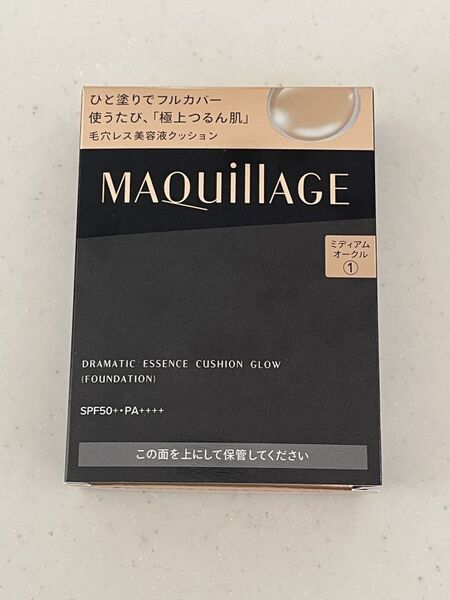 ひと塗りでフルカバー
使うたび、「極上つるん肌」
毛穴レス美容液クッション
MAQuillAGE
ミディアム
オークル
①
DRAMATIC ESSENCE CUSHION GLOW
(FOUNDATION)
SPF50+・PA++++
この面を上にして保管してください